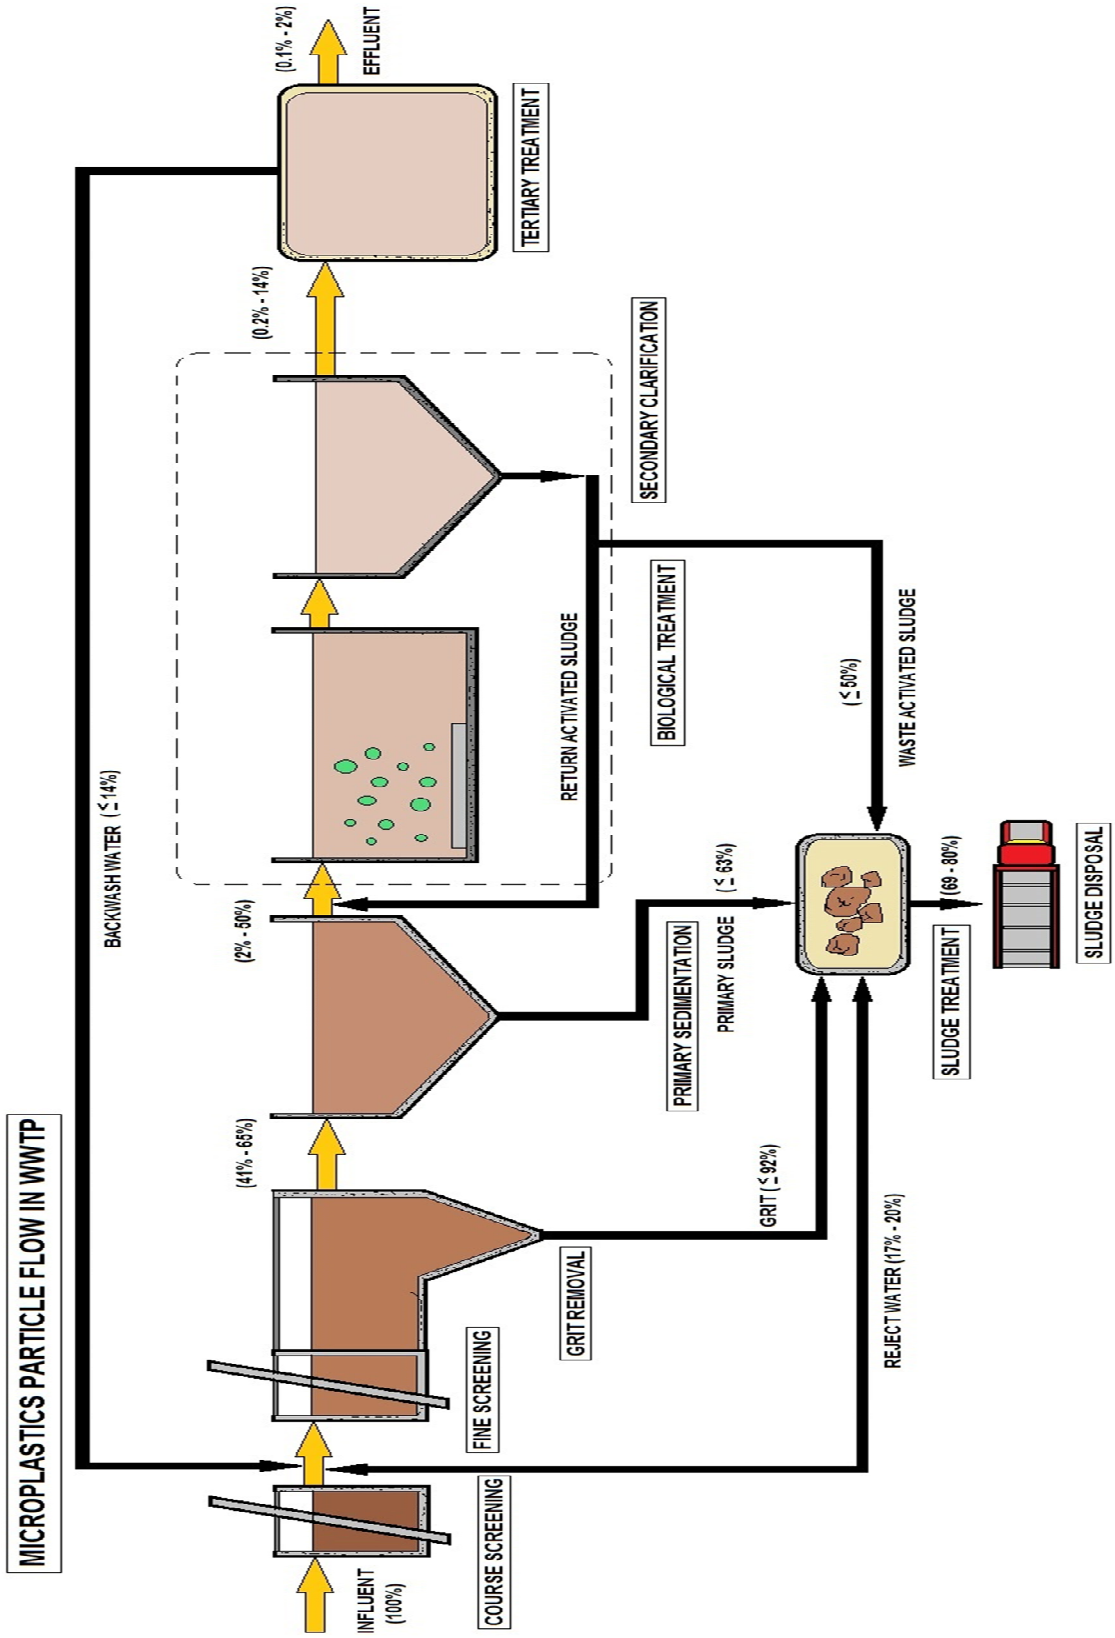 MICROPLASTICS PARTICLE FLOW IN WWTP
BACKWASH WATER (≤ 14%)
INFLUENT
(100%)
COURSE SCREENING
FINE SCREENING
GRIT REMOVAL
(41% - 65%)
(2% - 50%)
(0.2% - 14%)
(0.1% - 2%)
EFFLUENT
TERTIARY TREATMENT
SECONDARY CLARIFICATION
BIOLOGICAL TREATMENT
RETURN ACTIVATED SLUDGE
PRIMARY SEDIMENTATION
PRIMARY SLUDGE (≤ 63%)
GRIT (≤ 92%)
REJECT WATER (17% - 20%)
(≤ 50%)
WASTE ACTIVATED SLUDGE
SLUDGE TREATMENT
(69 - 80%)
SLUDGE DISPOSAL